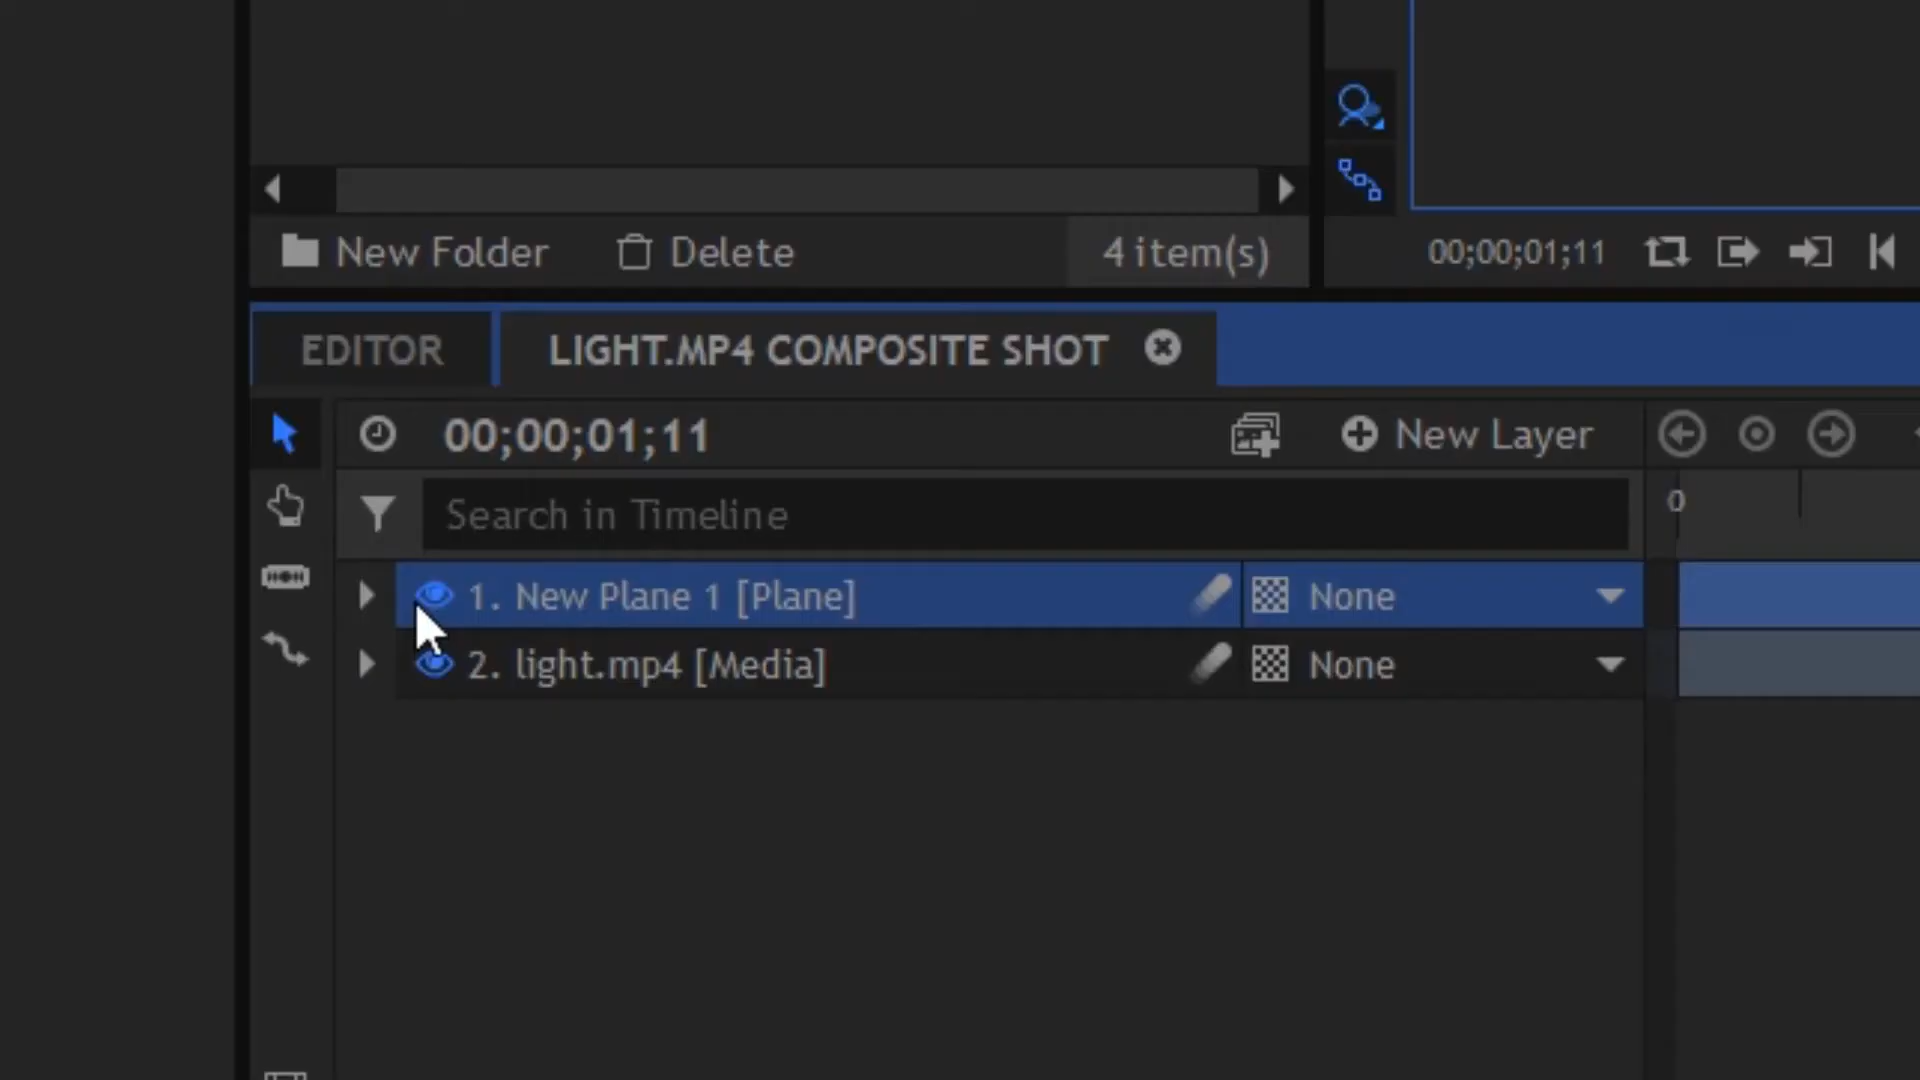 New Folder Delete 4 item(s)
00;00;01;11
EDITOR LIGHT.MP4 COMPOSITE SHOT
00;00;01;11 New Layer
Search in Timeline 0
1. New Plane 1 [Plane] None
2. light.mp4 [Media] None